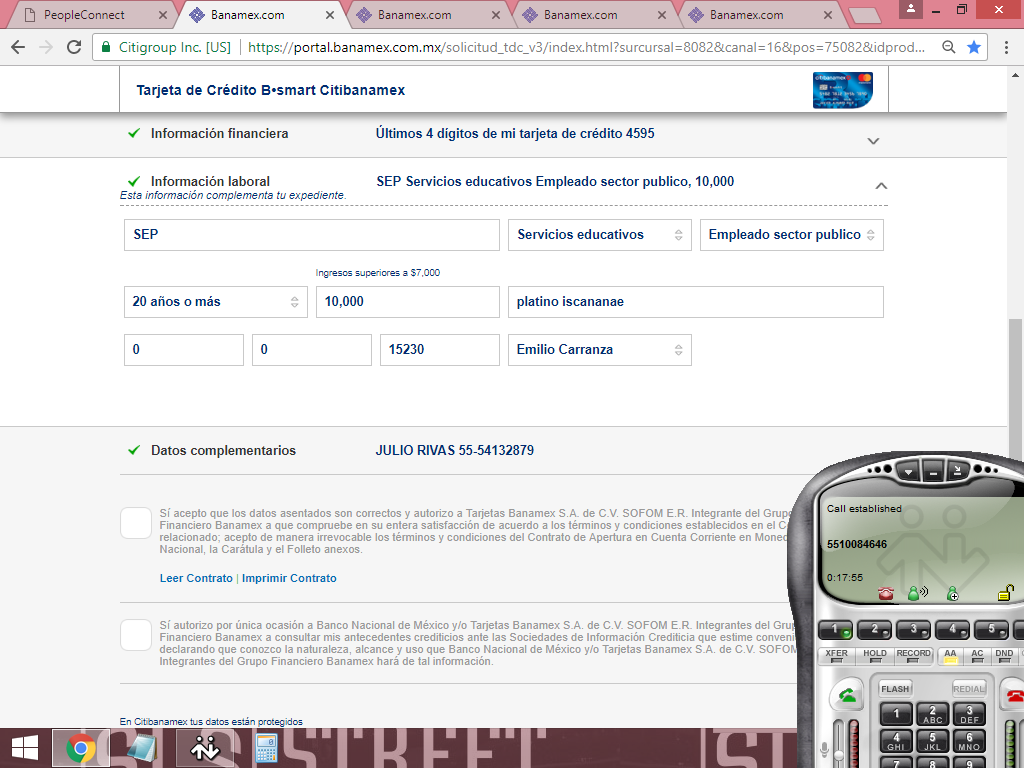 PeopleConnect
Banamex.com
Banamex.com
Banamex.com
Banamex.com
Citigroup Inc. [US]
https://portal.banamex.com.mx/solicitud_tdc_v3/index.html?surcursal=8082&canal=16&pos=75082&idprod...
Tarjeta de Crédito B•smart Citibanamex
citibanamex
Información financiera
Últimos 4 dígitos de mi tarjeta de crédito 4595
Información laboral
SEP Servicios educativos Empleado sector publico, 10,000
Esta información complementa tu expediente.
SEP
Servicios educativos
Empleado sector publico
Ingresos superiores a $7,000
20 años o más
10,000
platino iscananae
0
0
15230
Emilio Carranza
Datos complementarios
JULIO RIVAS 55-54132879
Sí acepto que los datos asentados son correctos y autorizo a Tarjetas Banamex S.A. de C.V. SOFOM E.R. Integrante del Grupo
Financiero Banamex a que compruebe en su entera satisfacción de acuerdo a los términos y condiciones establecidos en el C
relacionado; acepto de manera irrevocable los términos y condiciones del Contrato de Apertura en Cuenta Corriente en Moned
Nacional, la Carátula y el Folleto anexos.
Leer Contrato | Imprimir Contrato
Sí autorizo por única ocasión a Banco Nacional de México y/o Tarjetas Banamex S.A. de C.V. SOFOM E.R. Integrantes del Grup
Financiero Banamex a consultar mis antecedentes crediticios ante las Sociedades de Información Crediticia que estime conveni
declarando que conozco la naturaleza, alcance y uso que Banco Nacional de México y/o Tarjetas Banamex S.A. de C.V. SOFOM
Integrantes del Grupo Financiero Banamex hará de tal información.
En Citibanamex tus datos están protegidos
Call established
5510084646
0:17:55
1 2 3 4 5
XFER HOLD RECORD AA AC DND
FLASH REDIAL
1 2 ABC 3 DEF
4 GHI 5 JKL 6 MNO
7 8 9
STREET
ST